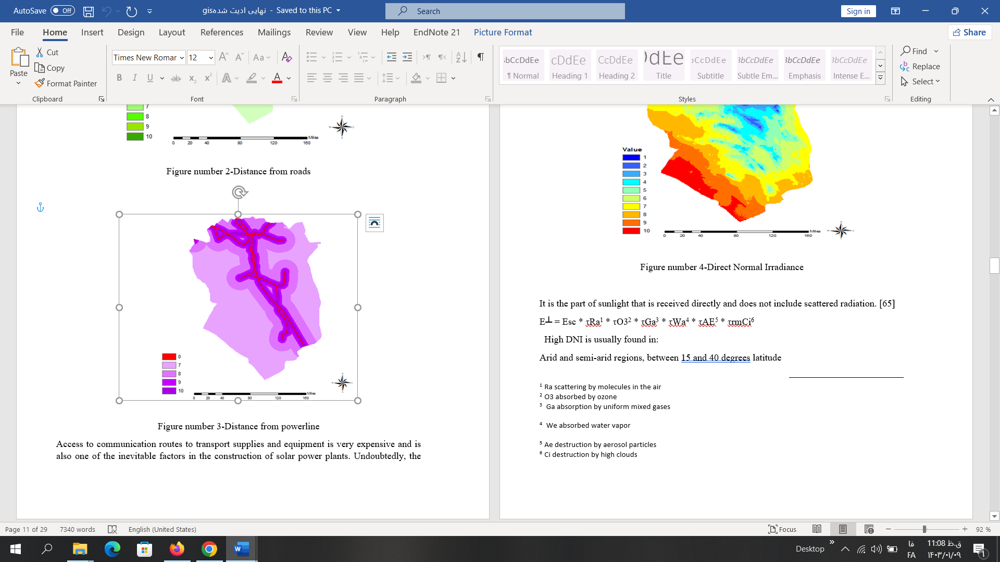 AutoSave Off gisنهایی ادیت شده - Saved to this PC Search Sign in
File Home Insert Design Layout References Mailings Review View Help EndNote 21 Picture Format Share
Paste Cut Copy Format Painter
Times New Romar 12 Aa
B I U ab x₂ x² A A
¶ Normal Heading 1 Heading 2 Title Subtitle Subtle Em... Emphasis Intense E...
Find Replace Select
Clipboard Font Paragraph Styles Editing
7
8
9
10
0 20 40 80 120 160 Miles
Figure number 2-Distance from roads
0
7
8
9
10
0 20 40 80 120 160 Miles
Figure number 3-Distance from powerline
Access to communication routes to transport supplies and equipment is very expensive and is
also one of the inevitable factors in the construction of solar power plants. Undoubtedly, the
Value
1
2
3
4
5
6
7
8
9
10
0 20 40 80 120 160 Miles
Figure number 4-Direct Normal Irradiance
It is the part of sunlight that is received directly and does not include scattered radiation. [65]
E┴ = Esc * τRa¹ * τO3² * τGa³ * τWa⁴ * τAE⁵ * τrmCi⁶
High DNI is usually found in:
Arid and semi-arid regions, between 15 and 40 degrees latitude
¹ Ra scattering by molecules in the air
² O3 absorbed by ozone
³ Ga absorption by uniform mixed gases
⁴ We absorbed water vapor
⁵ Ae destruction by aerosol particles
⁶ Ci destruction by high clouds
Page 11 of 29 7340 words English (United States) Focus 92 %
Desktop فا FA 11:08 ق.ظ ۱۴۰۳/۰۱/۰۹ ۱